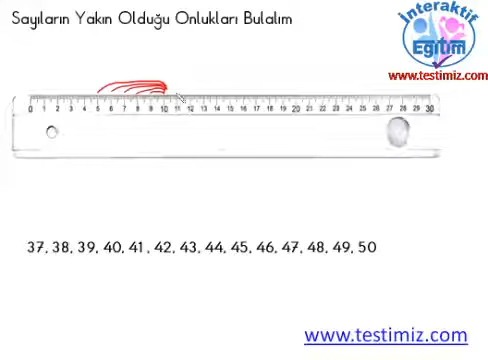 Sayıların Yakın Olduğu Onlukları Bulalım
İnteraktif
Eğitim
www.testimiz.com
0 1 2 3 4 5 6 7 8 9 10 11 12 13 14 15 16 17 18 19 20 21 22 23 24 25 26 27 28 29 30
37, 38, 39, 40, 41, 42, 43, 44, 45, 46, 47, 48, 49, 50
www.testimiz.com